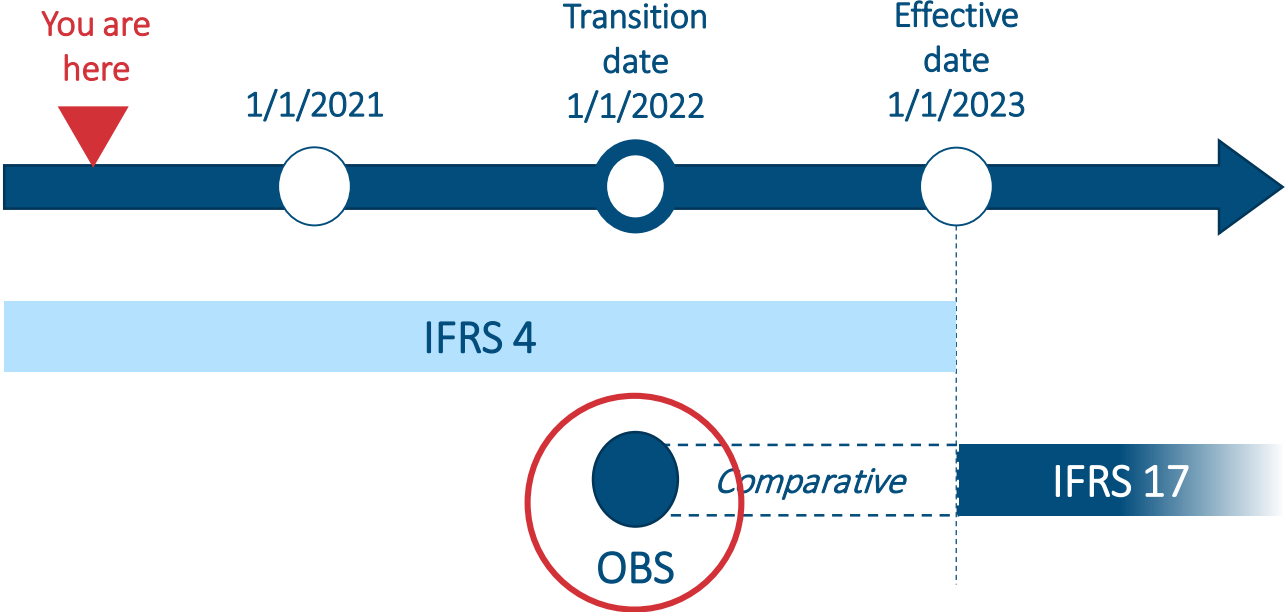 You are
here
1/1/2021
Transition
date
1/1/2022
Effective
date
1/1/2023
IFRS 4
Comparative
IFRS 17
OBS